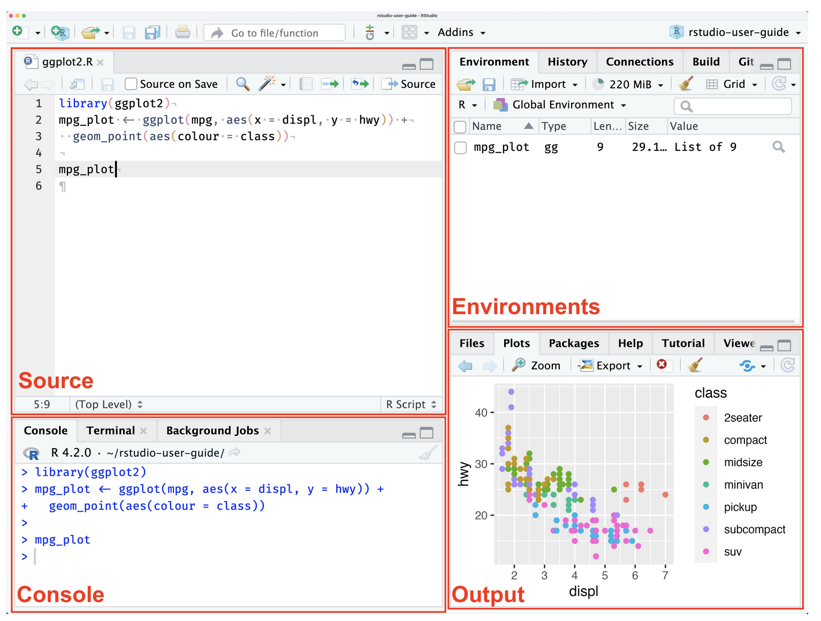 rstudio-user-guide - RStudio
Go to file/function
Addins
rstudio-user-guide
ggplot2.R
Source on Save
Source
1 library(ggplot2)¬
2 mpg_plot·<-·ggplot(mpg,·aes(x·=·displ,·y·=·hwy))·+¬
3 ··geom_point(aes(colour·=·class))¬
4 ¬
5 mpg_plot¬
6 ¶
Source
5:9 (Top Level) R Script
Console Terminal Background Jobs
R 4.2.0 · ~/rstudio-user-guide/
> library(ggplot2)
> mpg_plot <- ggplot(mpg, aes(x = displ, y = hwy)) +
+   geom_point(aes(colour = class))
>
> mpg_plot
>
Console
Environment History Connections Build Git
Import 220 MiB Grid
R Global Environment
Name Type Len... Size Value
mpg_plot gg 9 29.1... List of 9
Environments
Files Plots Packages Help Tutorial Viewe
Zoom Export
hwy
40
30
20
2 3 4 5 6 7
displ
class
2seater
compact
midsize
minivan
pickup
subcompact
suv
Output